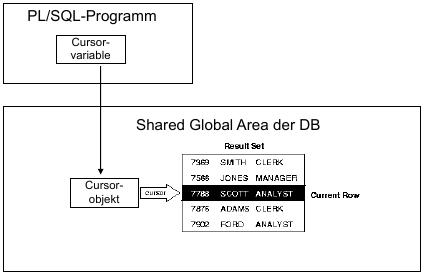 PL/SQL-Programm
Cursor-
variable
Shared Global Area der DB
Result Set
7369 SMITH CLERK
7566 JONES MANAGER
Cursor-
objekt
cursor
7788 SCOTT ANALYST
Current Row
7876 ADAMS CLERK
7902 FORD ANALYST